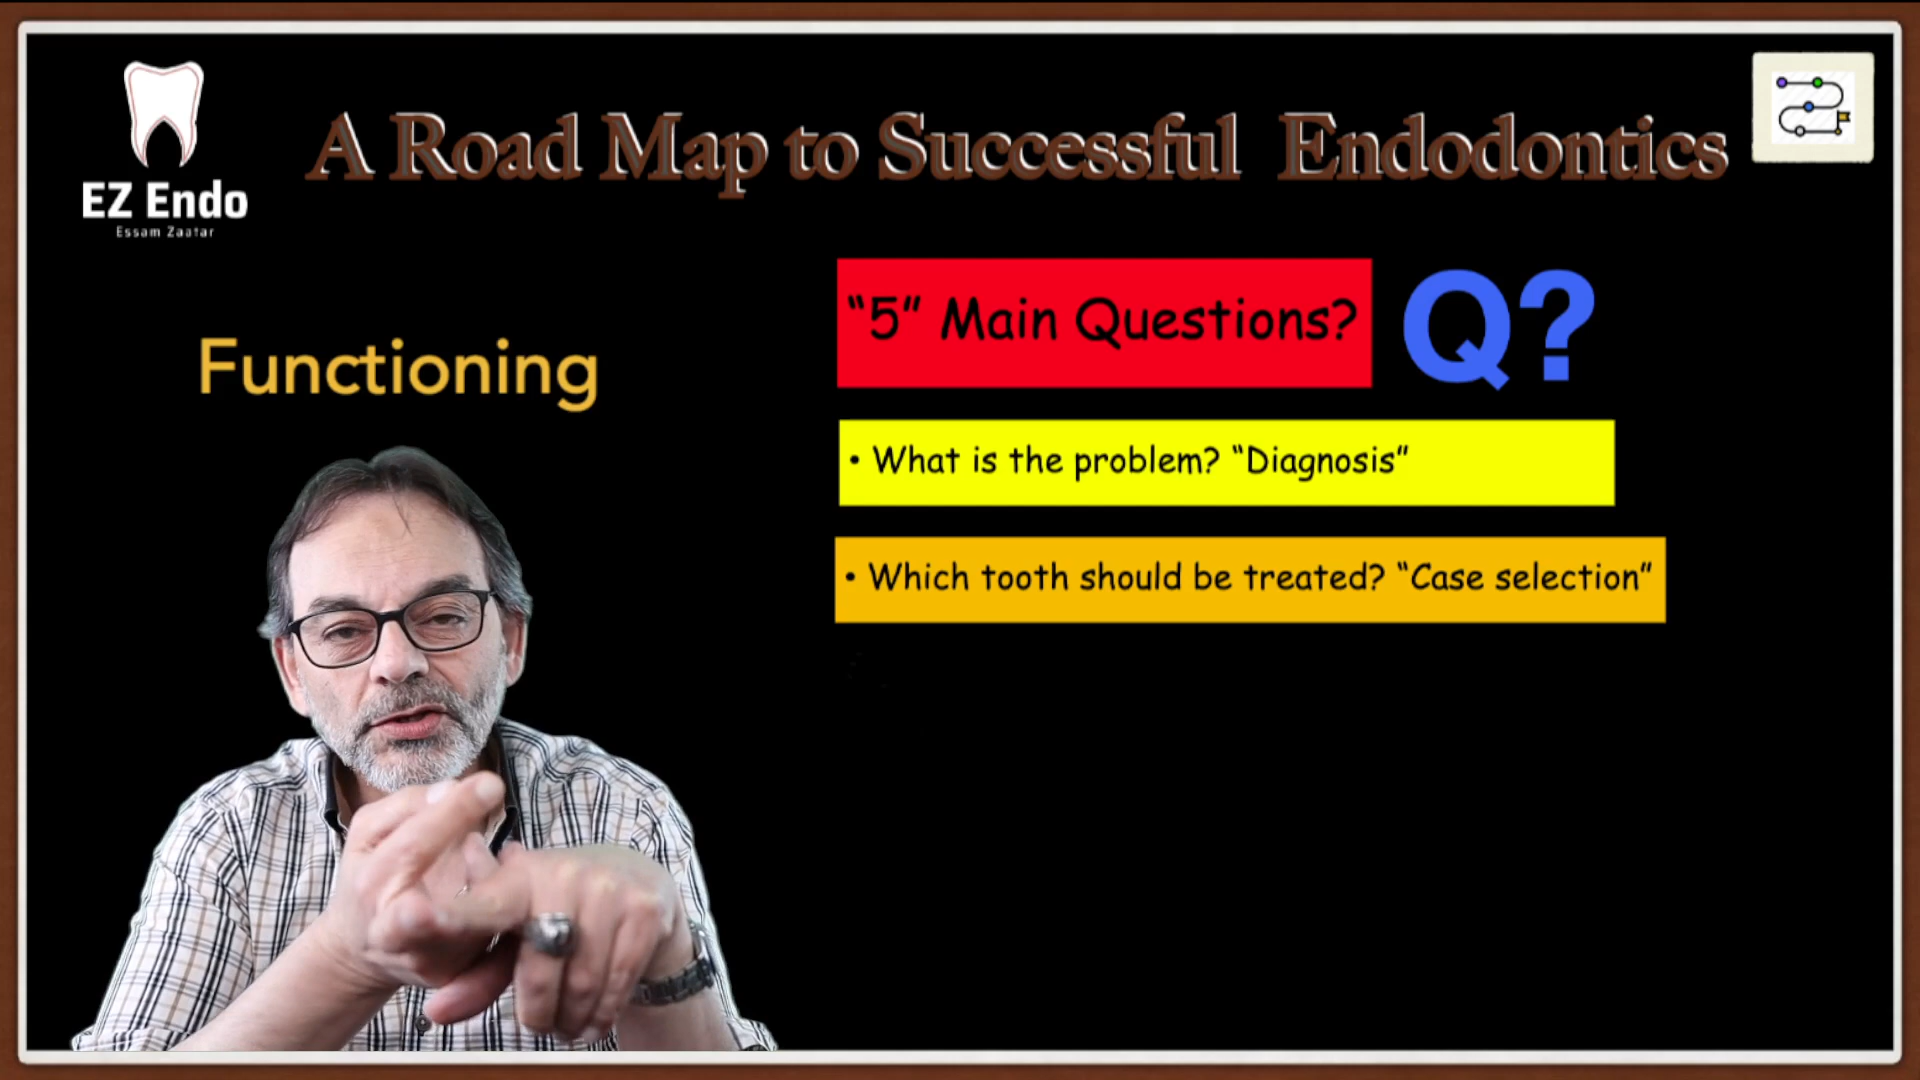 EZ Endo
Essam Zaatar
A Road Map to Successful Endodontics
“5” Main Questions?
Q?
Functioning
• What is the problem? “Diagnosis”
• Which tooth should be treated? “Case selection”